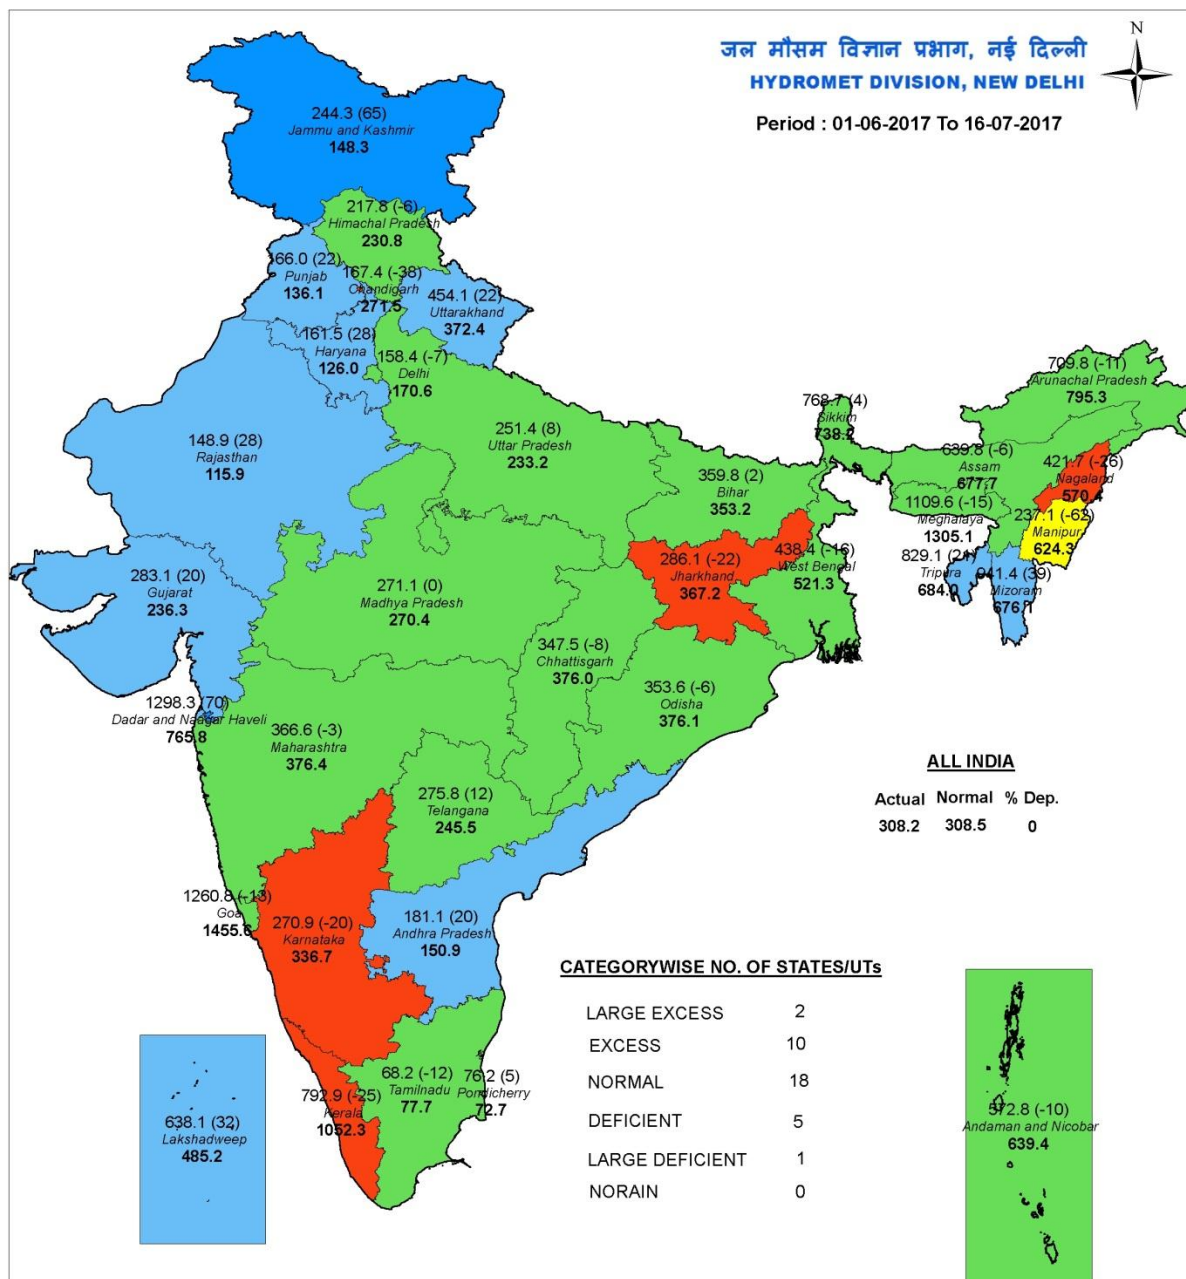 जल मौसम विज्ञान प्रभाग, नई दिल्ली
HYDROMET DIVISION, NEW DELHI
N
Period : 01-06-2017 To 16-07-2017
244.3 (65)
Jammu and Kashmir
148.3
217.8 (-6)
Himachal Pradesh
230.8
166.0 (22)
Punjab
136.1
167.4 (-38)
Chandigarh
271.5
454.1 (22)
Uttarakhand
372.4
161.5 (28)
Haryana
126.0
158.4 (-7)
Delhi
170.6
709.8 (-11)
Arunachal Pradesh
795.3
768.7 (4)
Sikkim
738.2
148.9 (28)
Rajasthan
115.9
251.4 (8)
Uttar Pradesh
233.2
639.8 (-6)
Assam
677.7
421.7 (-26)
Nagaland
570.4
359.8 (2)
Bihar
353.2
1109.6 (-15)
Meghalaya
1305.1
237.1 (-62)
Manipur
624.3
829.1 (21)
Tripura
684.0
941.4 (39)
Mizoram
676.1
283.1 (20)
Gujarat
236.3
271.1 (0)
Madhya Pradesh
270.4
286.1 (-22)
Jharkhand
367.2
438.4 (-16)
West Bengal
521.3
347.5 (-8)
Chhattisgarh
376.0
353.6 (-6)
Odisha
376.1
1298.3 (70)
Dadar and Naagar Haveli
765.8
366.6 (-3)
Maharashtra
376.4
275.8 (12)
Telangana
245.5
ALL INDIA
Actual Normal % Dep.
308.2 308.5 0
1260.8 (-13)
Goa
1455.6
270.9 (-20)
Karnataka
336.7
181.1 (20)
Andhra Pradesh
150.9
CATEGORYWISE NO. OF STATES/UTs
LARGE EXCESS 2
EXCESS 10
NORMAL 18
DEFICIENT 5
LARGE DEFICIENT 1
NORAIN 0
638.1 (32)
Lakshadweep
485.2
792.9 (-25)
Kerala
1052.3
68.2 (-12)
Tamilnadu
77.7
76.2 (5)
Pondicherry
72.7
572.8 (-10)
Andaman and Nicobar
639.4